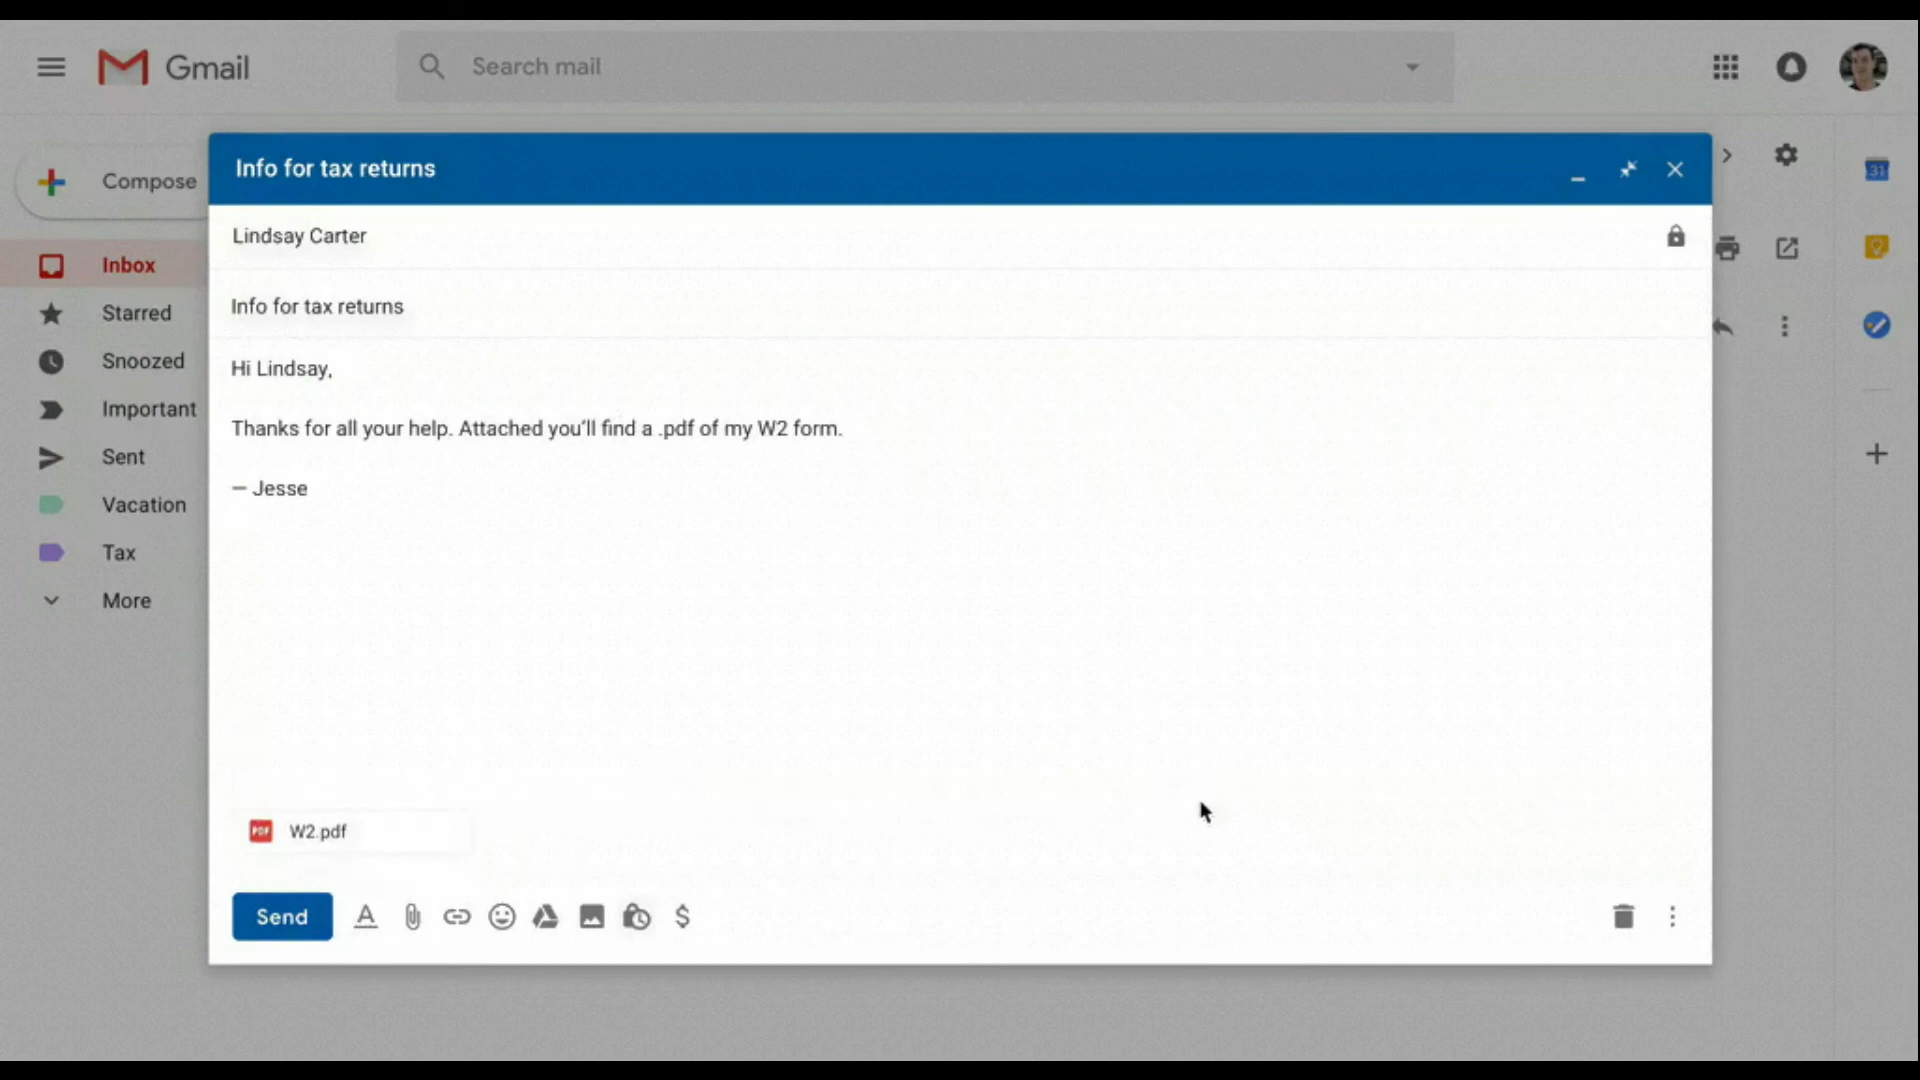 Gmail
Search mail
Compose
Info for tax returns
31
Lindsay Carter
Inbox
Info for tax returns
Starred
Snoozed
Hi Lindsay,
Important
Thanks for all your help. Attached you'll find a .pdf of my W2 form.
Sent
— Jesse
Vacation
Tax
More
PDF W2.pdf
Send